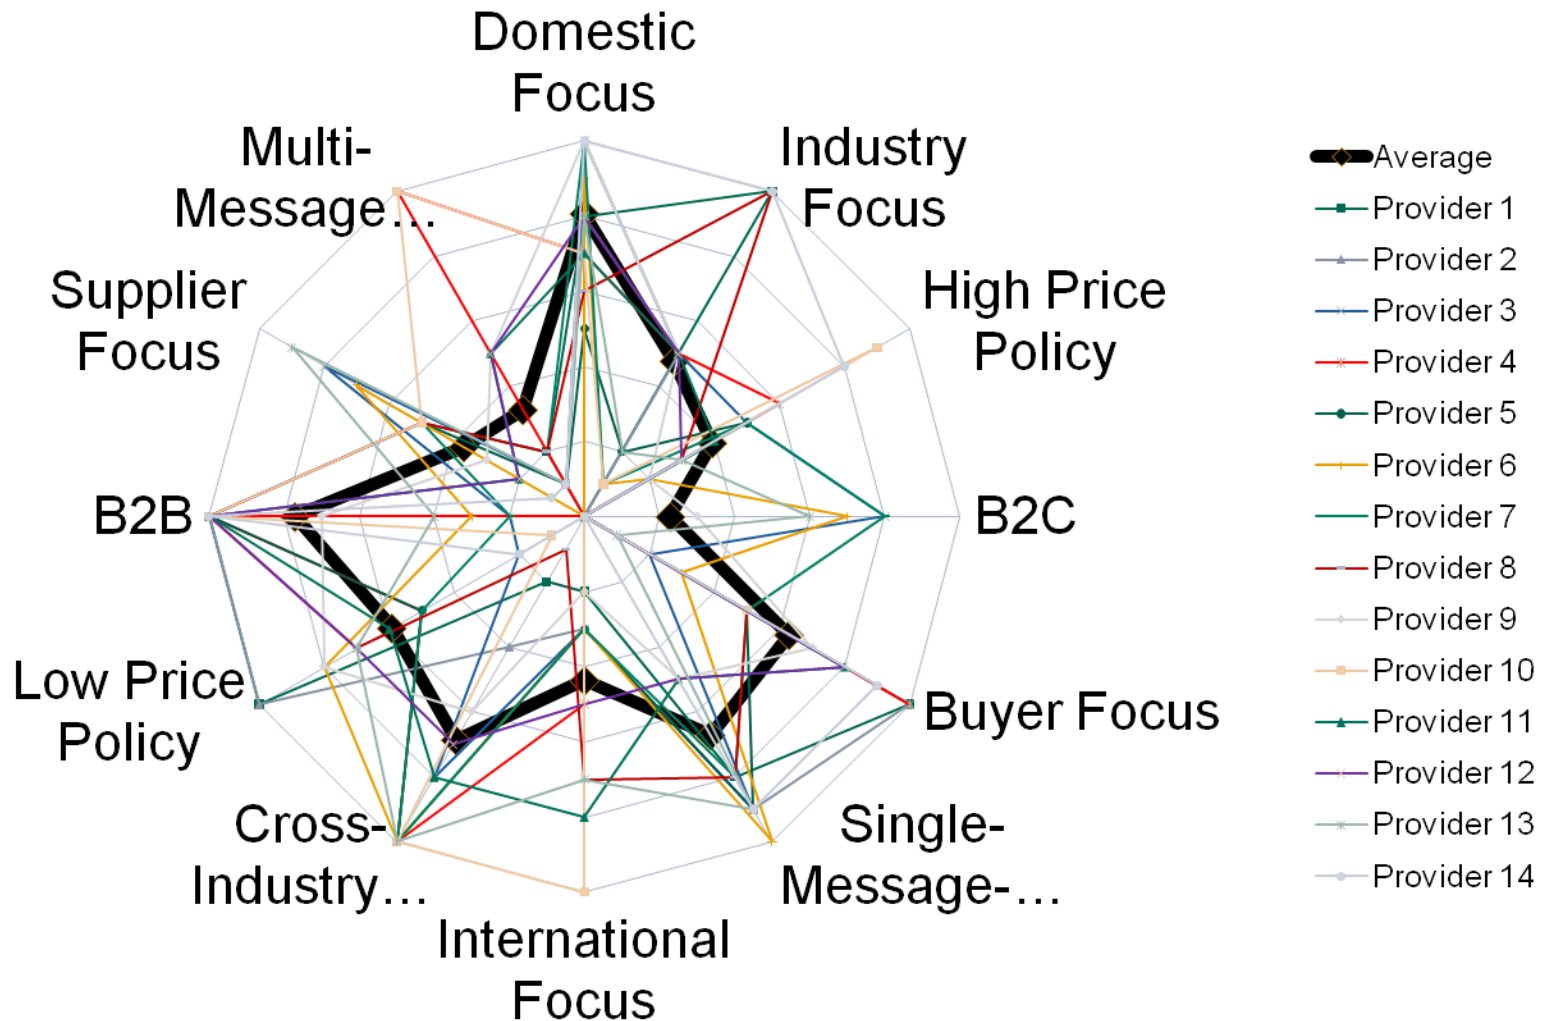 Domestic
Focus
Industry
Focus
High Price
Policy
B2C
Buyer Focus
Single-
Message-…
International
Focus
Cross-
Industry…
Low Price
Policy
B2B
Supplier
Focus
Multi-
Message…
Average
Provider 1
Provider 2
Provider 3
Provider 4
Provider 5
Provider 6
Provider 7
Provider 8
Provider 9
Provider 10
Provider 11
Provider 12
Provider 13
Provider 14